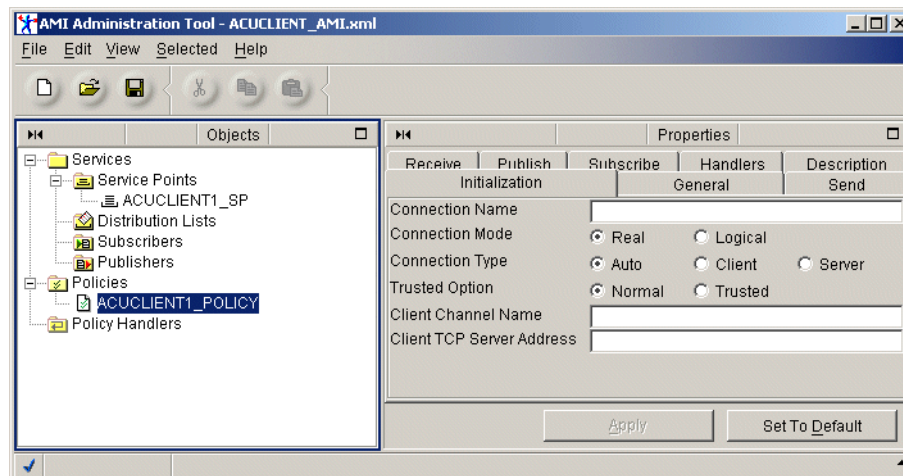 AMI Administration Tool - ACUCLIENT_AMI.xml
File Edit View Selected Help
Objects
Services
Service Points
ACUCLIENT1_SP
Distribution Lists
Subscribers
Publishers
Policies
ACUCLIENT1_POLICY
Policy Handlers
Properties
Receive Publish Subscribe Handlers Description
Initialization General Send
Connection Name
Connection Mode Real Logical
Connection Type Auto Client Server
Trusted Option Normal Trusted
Client Channel Name
Client TCP Server Address
Apply Set To Default